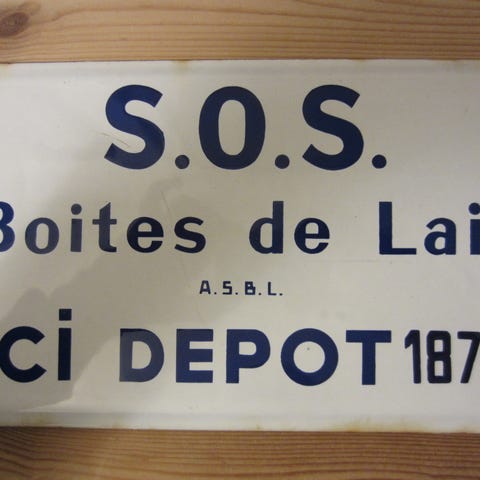 S.O.S.
Boites de Lai
A.S.B.L.
ci DEPOT 187